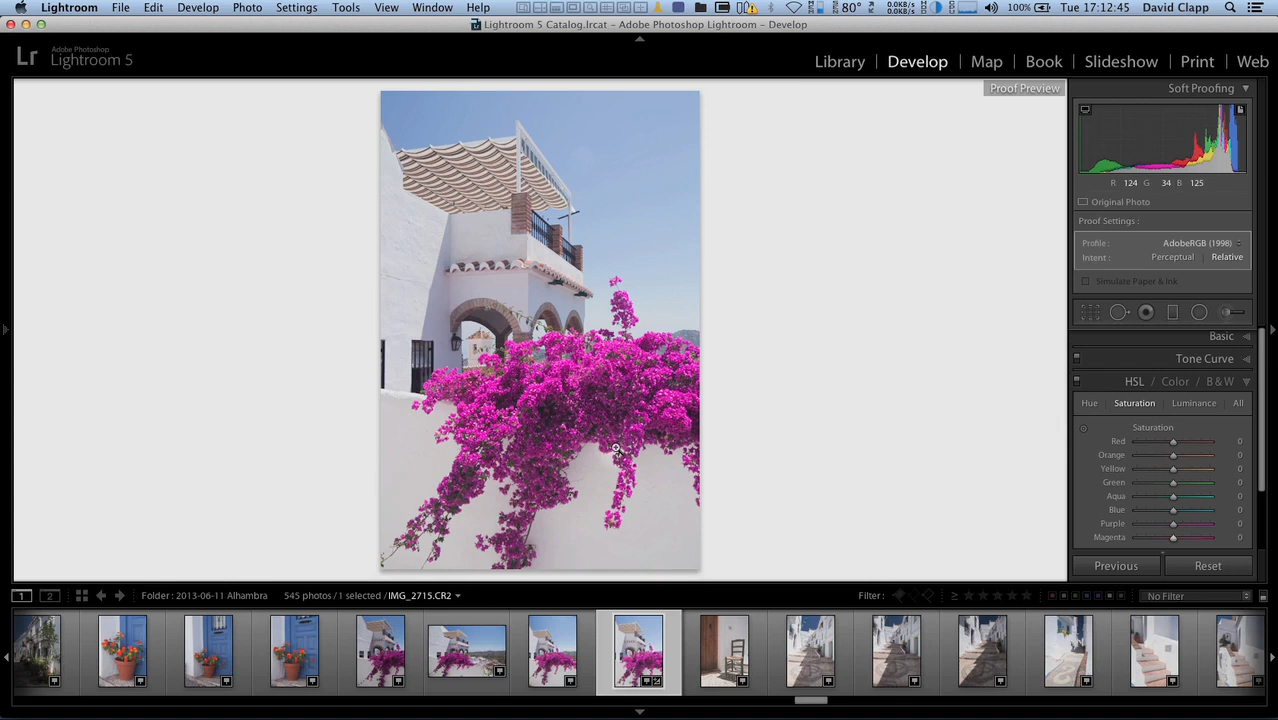 Lightroom File Edit Develop Photo Settings Tools View Window Help 80° 0.0KB/s 0.0KB/s 100% Tue 17:12:45 David Clapp
Lightroom 5 Catalog.lrcat – Adobe Photoshop Lightroom – Develop
Lr Adobe Photoshop
Lightroom 5
Library | Develop | Map | Book | Slideshow | Print | Web
Proof Preview
Soft Proofing
R 124 G 34 B 125
Original Photo
Proof Settings :
Profile : AdobeRGB (1998)
Intent : Perceptual | Relative
Simulate Paper & Ink
Basic
Tone Curve
HSL / Color / B & W
Hue Saturation Luminance All
Saturation
Red 0
Orange 0
Yellow 0
Green 0
Aqua 0
Blue 0
Purple 0
Magenta 0
Previous Reset
1 2 Folder : 2013-06-11 Alhambra 545 photos / 1 selected / IMG_2715.CR2 Filter : No Filter